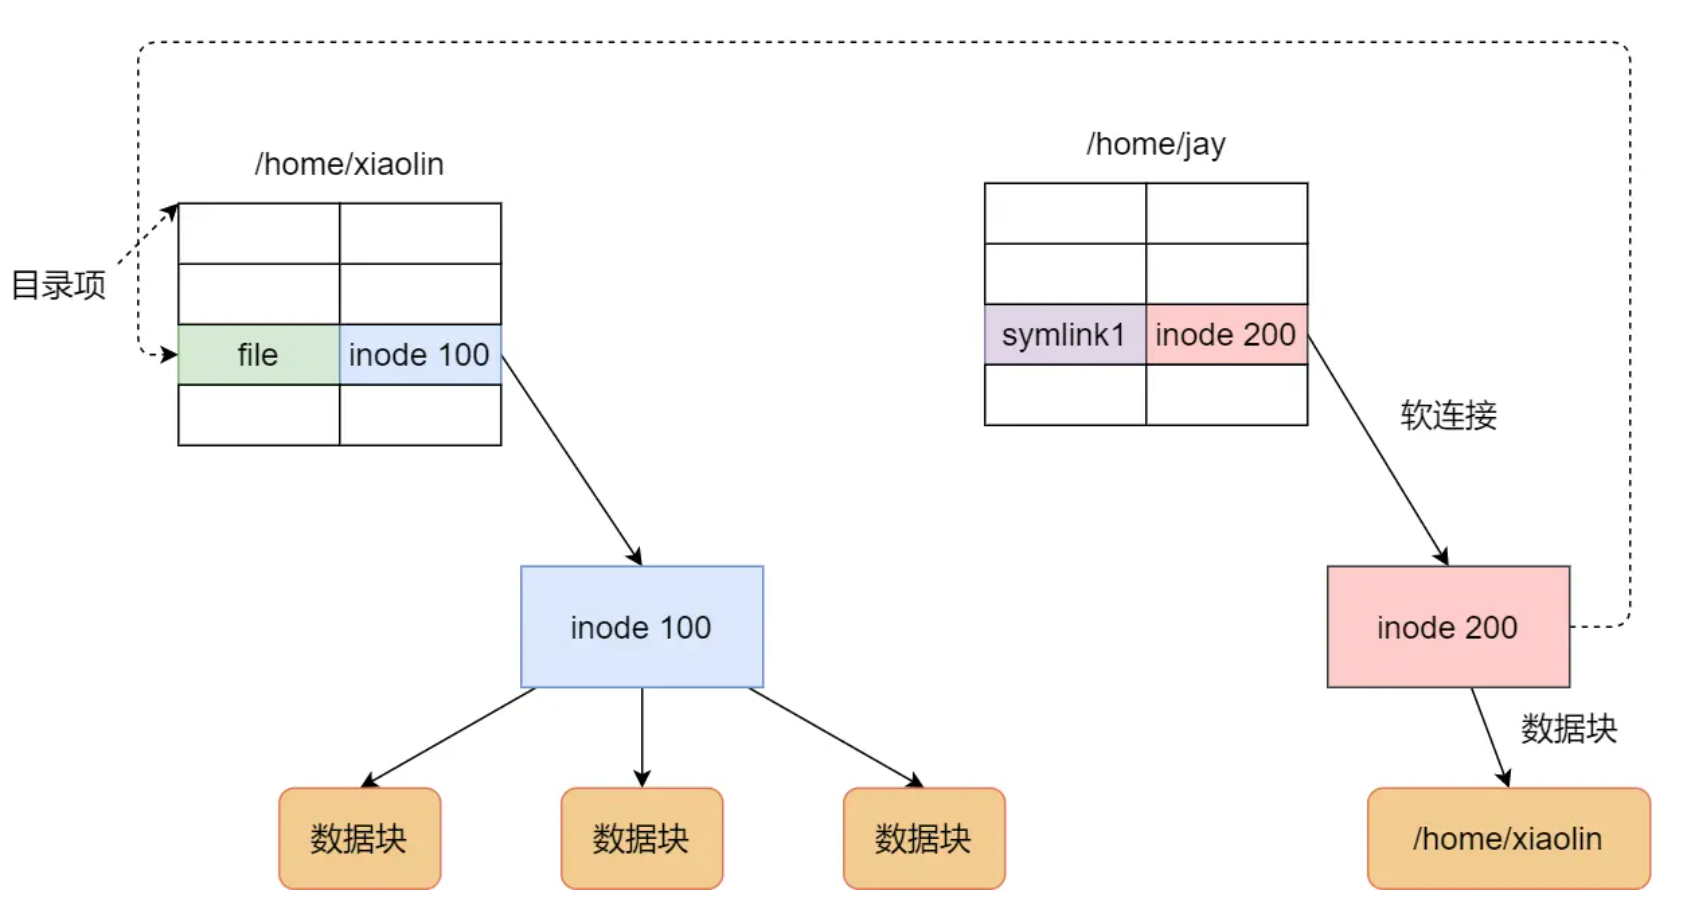 /home/xiaolin
/home/jay
目录项
file
inode 100
symlink1
inode 200
软连接
inode 100
inode 200
数据块
数据块
数据块
数据块
/home/xiaolin